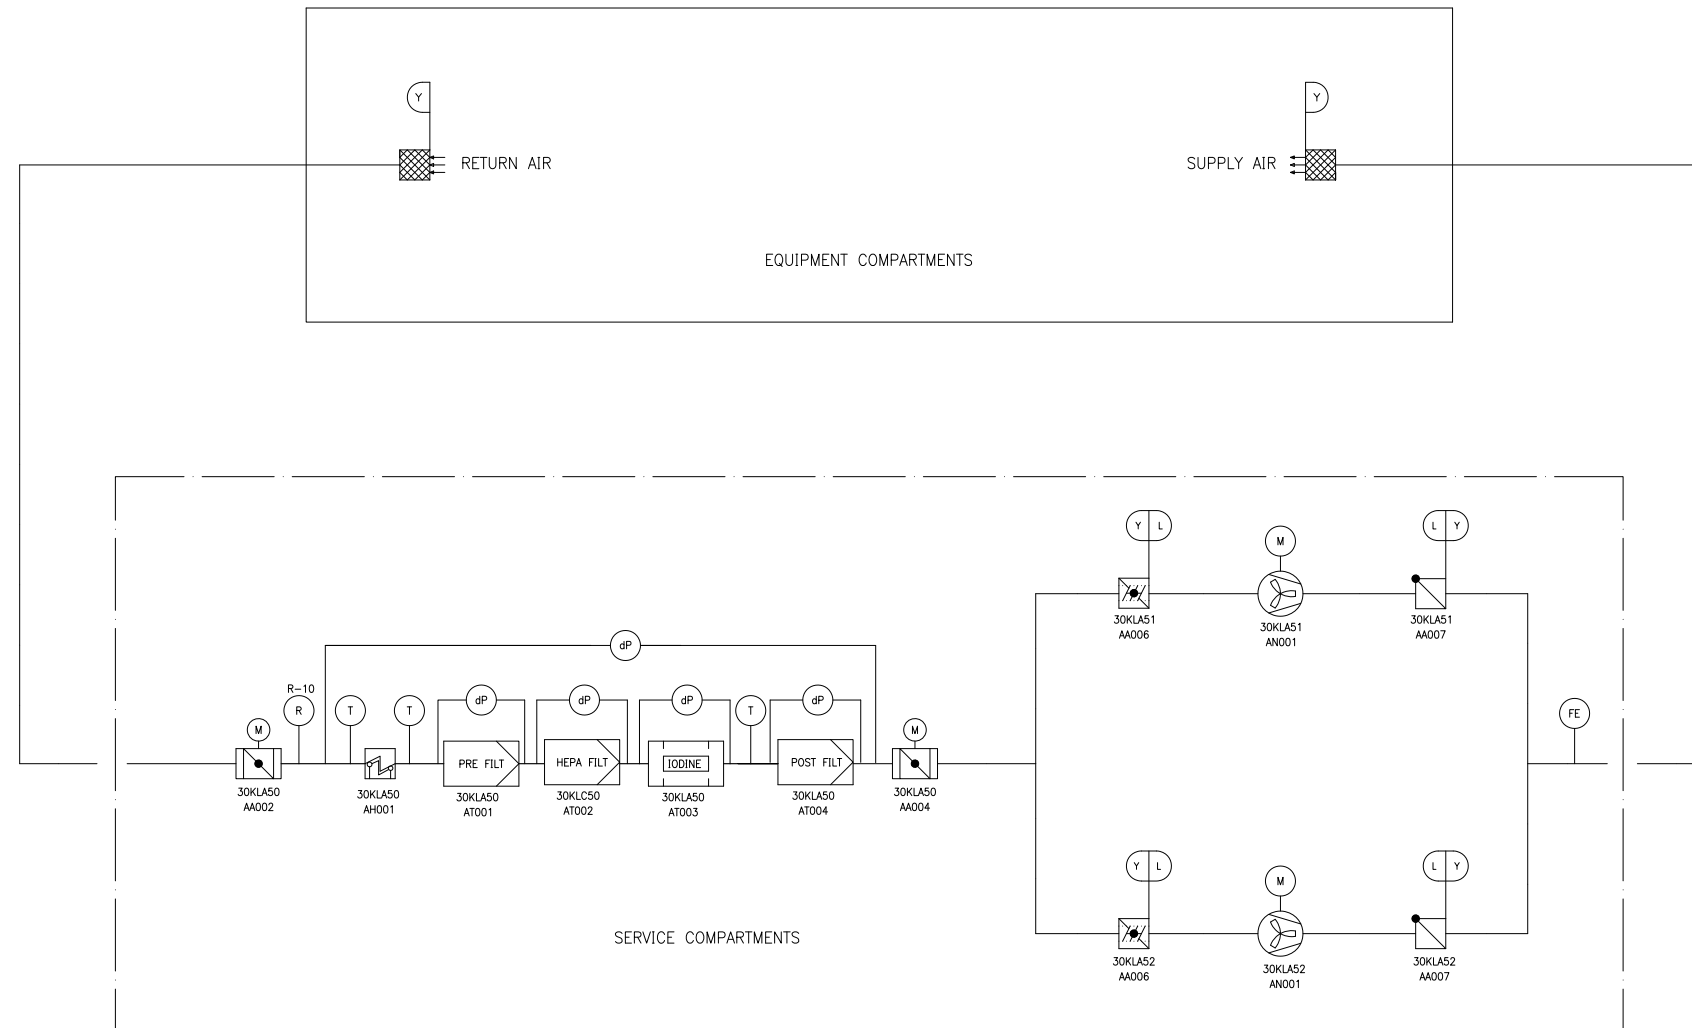 Y
Y
RETURN AIR
SUPPLY AIR
EQUIPMENT COMPARTMENTS
Y L
M
L Y
30KLA51
AA006
30KLA51
AN001
30KLA51
AA007
dP
R-10
R
T
T
dP
dP
dP
T
dP
FE
M
M
PRE FILT
HEPA FILT
IODINE
POST FILT
30KLA50
AA002
30KLA50
AH001
30KLA50
AT001
30KLC50
AT002
30KLA50
AT003
30KLA50
AT004
30KLA50
AA004
Y L
M
L Y
SERVICE COMPARTMENTS
30KLA52
AA006
30KLA52
AN001
30KLA52
AA007